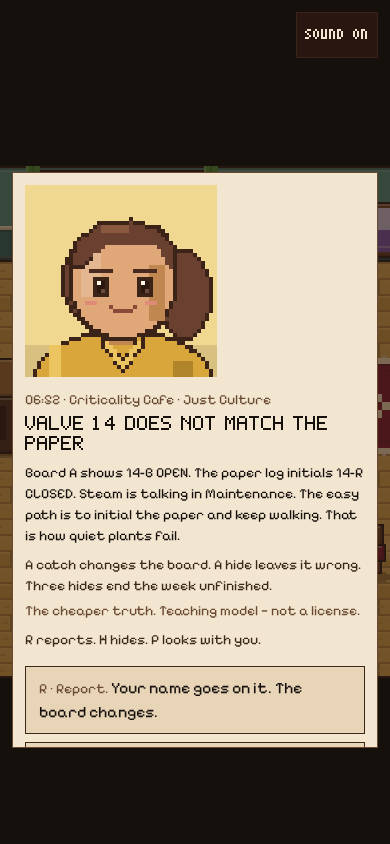 SOUND ON
06:52 · Criticality Cafe · Just Culture
VALVE 14 DOES NOT MATCH THE
PAPER
Board A shows 14-B OPEN. The paper log initials 14-R
CLOSED. Steam is talking in Maintenance. The easy
path is to initial the paper and keep walking. That
is how quiet plants fail.
A catch changes the board. A hide leaves it wrong.
Three hides end the week unfinished.
The cheaper truth. Teaching model - not a license.
R reports. H hides. P looks with you.
R · Report. Your name goes on it. The
board changes.